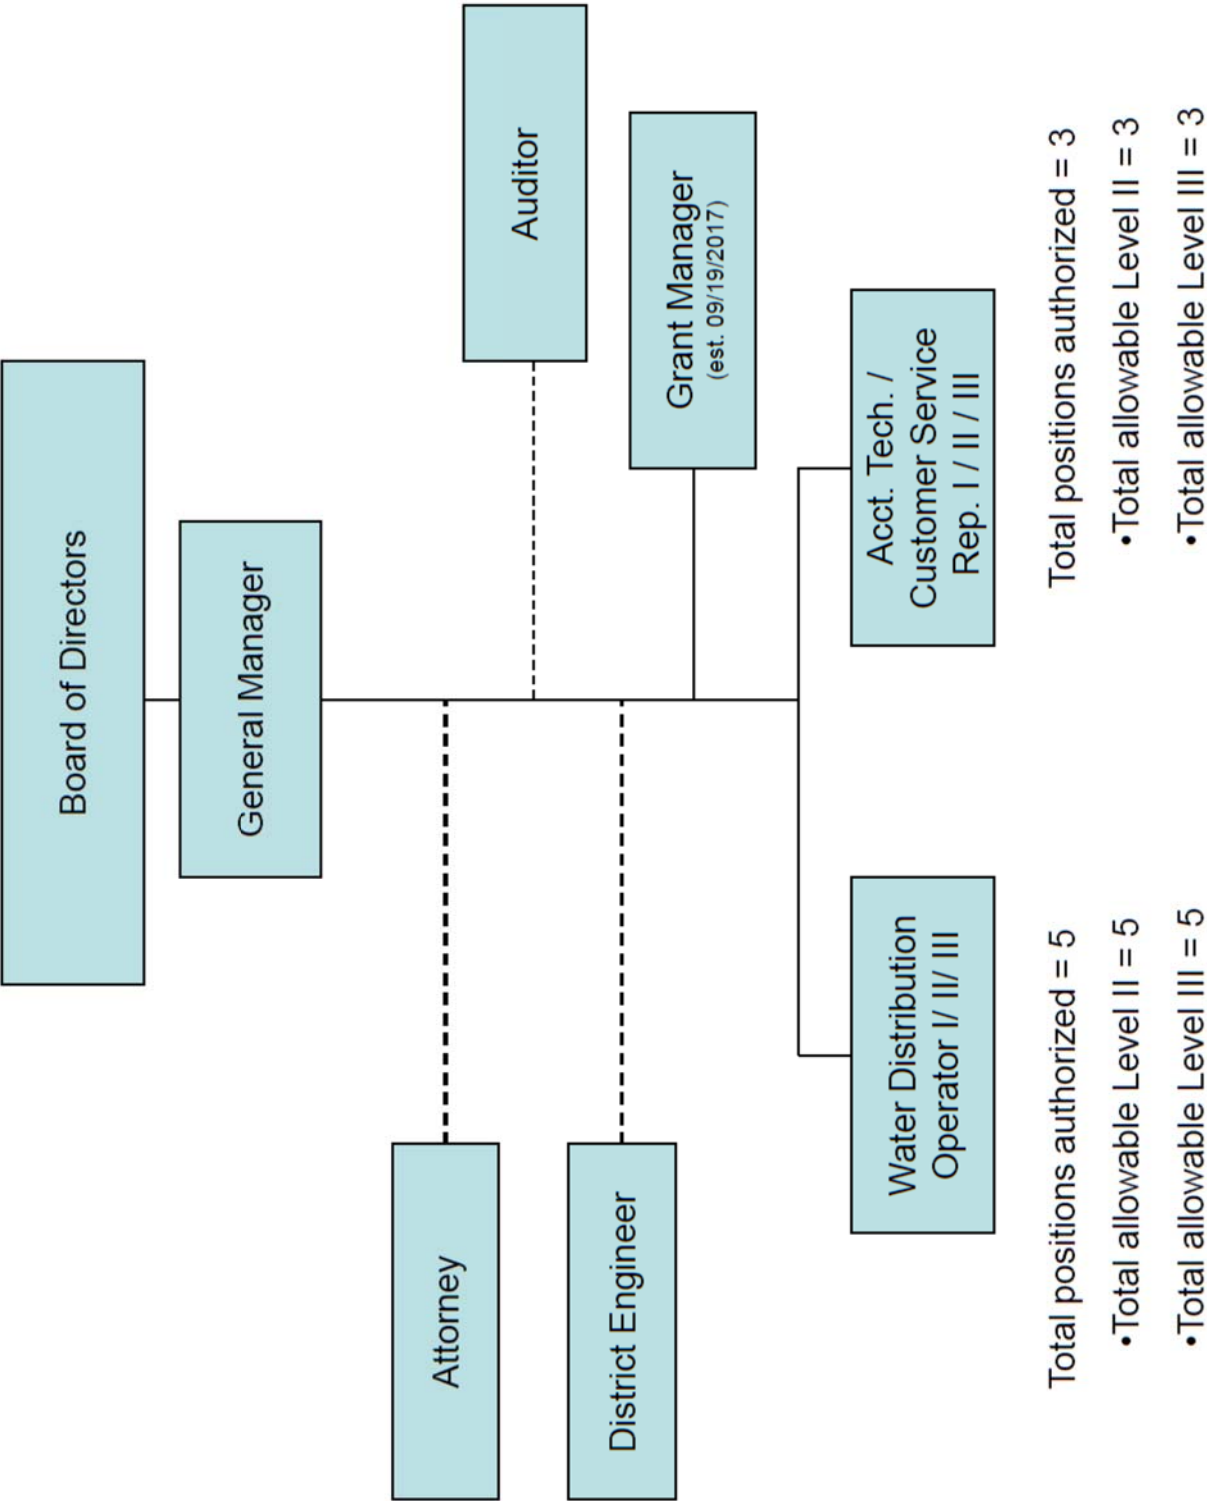 Board of Directors
General Manager
Attorney
Auditor
District Engineer
Grant Manager
(est. 09/19/2017)
Water Distribution
Operator I/ II/ III
Acct. Tech. /
Customer Service
Rep. I / II / III
Total positions authorized = 5
•Total allowable Level II = 5
•Total allowable Level III = 5
Total positions authorized = 3
•Total allowable Level II = 3
•Total allowable Level III = 3